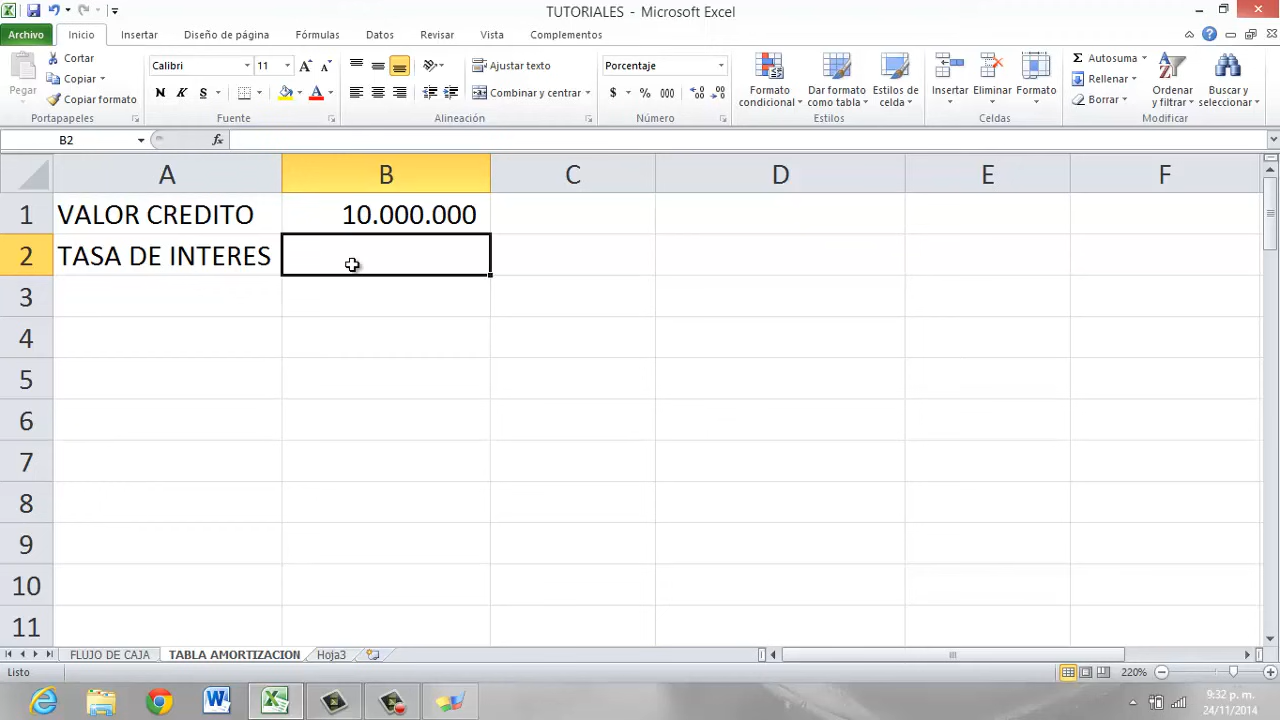 TUTORIALES - Microsoft Excel
Archivo Inicio Insertar Diseño de página Fórmulas Datos Revisar Vista Complementos
Pegar
Cortar
Copiar
Copiar formato
Portapapeles
Calibri 11
N K S
Fuente
Ajustar texto
Combinar y centrar
Alineación
Porcentaje
$ % 000
Número
Formato condicional
Dar formato como tabla
Estilos de celda
Estilos
Insertar
Eliminar
Formato
Celdas
Autosuma
Rellenar
Borrar
Ordenar y filtrar
Buscar y seleccionar
Modificar
B2 fx
A B C D E F
1 VALOR CREDITO 10.000.000
2 TASA DE INTERES
3
4
5
6
7
8
9
10
11
FLUJO DE CAJA TABLA AMORTIZACION Hoja3
Listo 220%
9:32 p. m.
24/11/2014